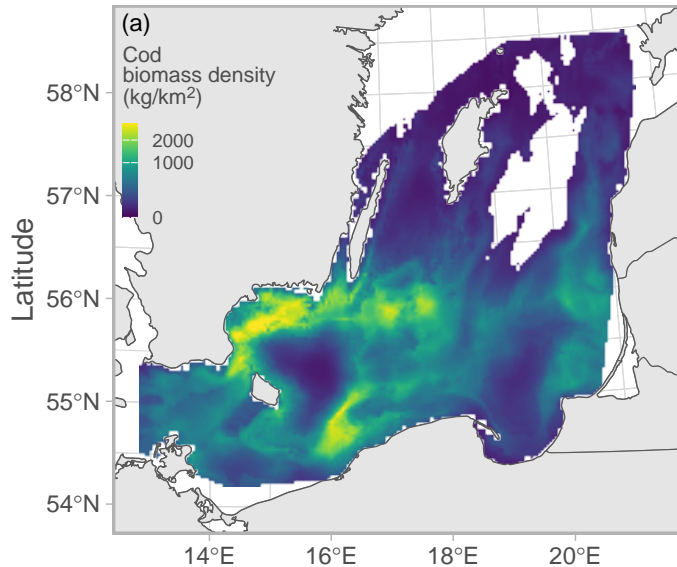 (a)
Cod
biomass density
(kg/km²)
2000
1000
0
Latitude
58°N
57°N
56°N
55°N
54°N
14°E 16°E 18°E 20°E